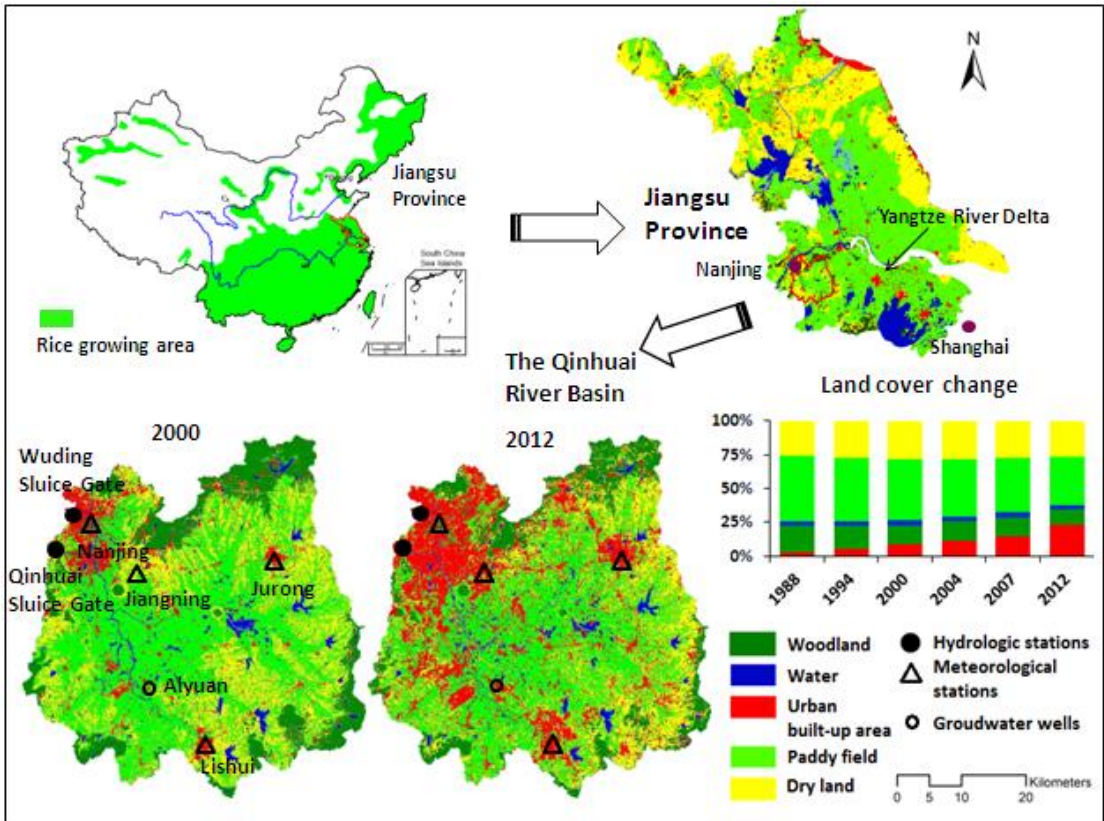 Jiangsu
Province
South China
Sea Islands
Rice growing area
N
Jiangsu
Province
Yangtze River Delta
Nanjing
Shanghai
The Qinhuai
River Basin
Land cover change
2000
Wuding
Sluice Gate
Nanjing
Qinhuai
Sluice Gate
Jiangning
Jurong
Alyuan
Lishui
2012
100%
75%
50%
25%
0%
1988
1994
2000
2004
2007
2012
Woodland
Water
Urban
built-up area
Paddy field
Dry land
Hydrologic stations
Meteorological
stations
Groudwater wells
Kilometers
0 5 10 20